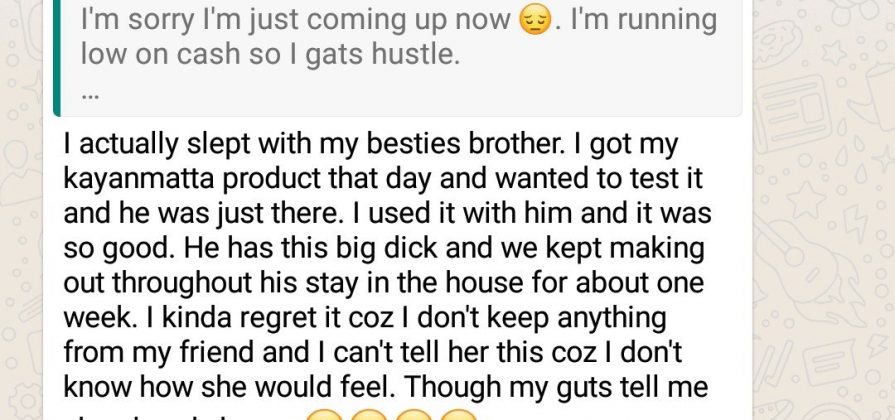 I'm sorry I'm just coming up now 😔. I'm running
low on cash so I gats hustle.
...
I actually slept with my besties brother. I got my
kayanmatta product that day and wanted to test it
and he was just there. I used it with him and it was
so good. He has this big dick and we kept making
out throughout his stay in the house for about one
week. I kinda regret it coz I don't keep anything
from my friend and I can't tell her this coz I don't
know how she would feel. Though my guts tell me